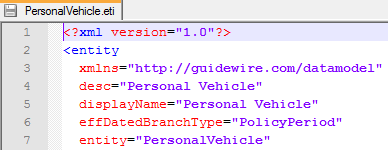 PersonalVehicle.eti
1 <?xml version="1.0"?>
2 <entity
3 xmlns="http://guidewire.com/datamodel"
4 desc="Personal Vehicle"
5 displayName="Personal Vehicle"
6 effDatedBranchType="PolicyPeriod"
7 entity="PersonalVehicle"